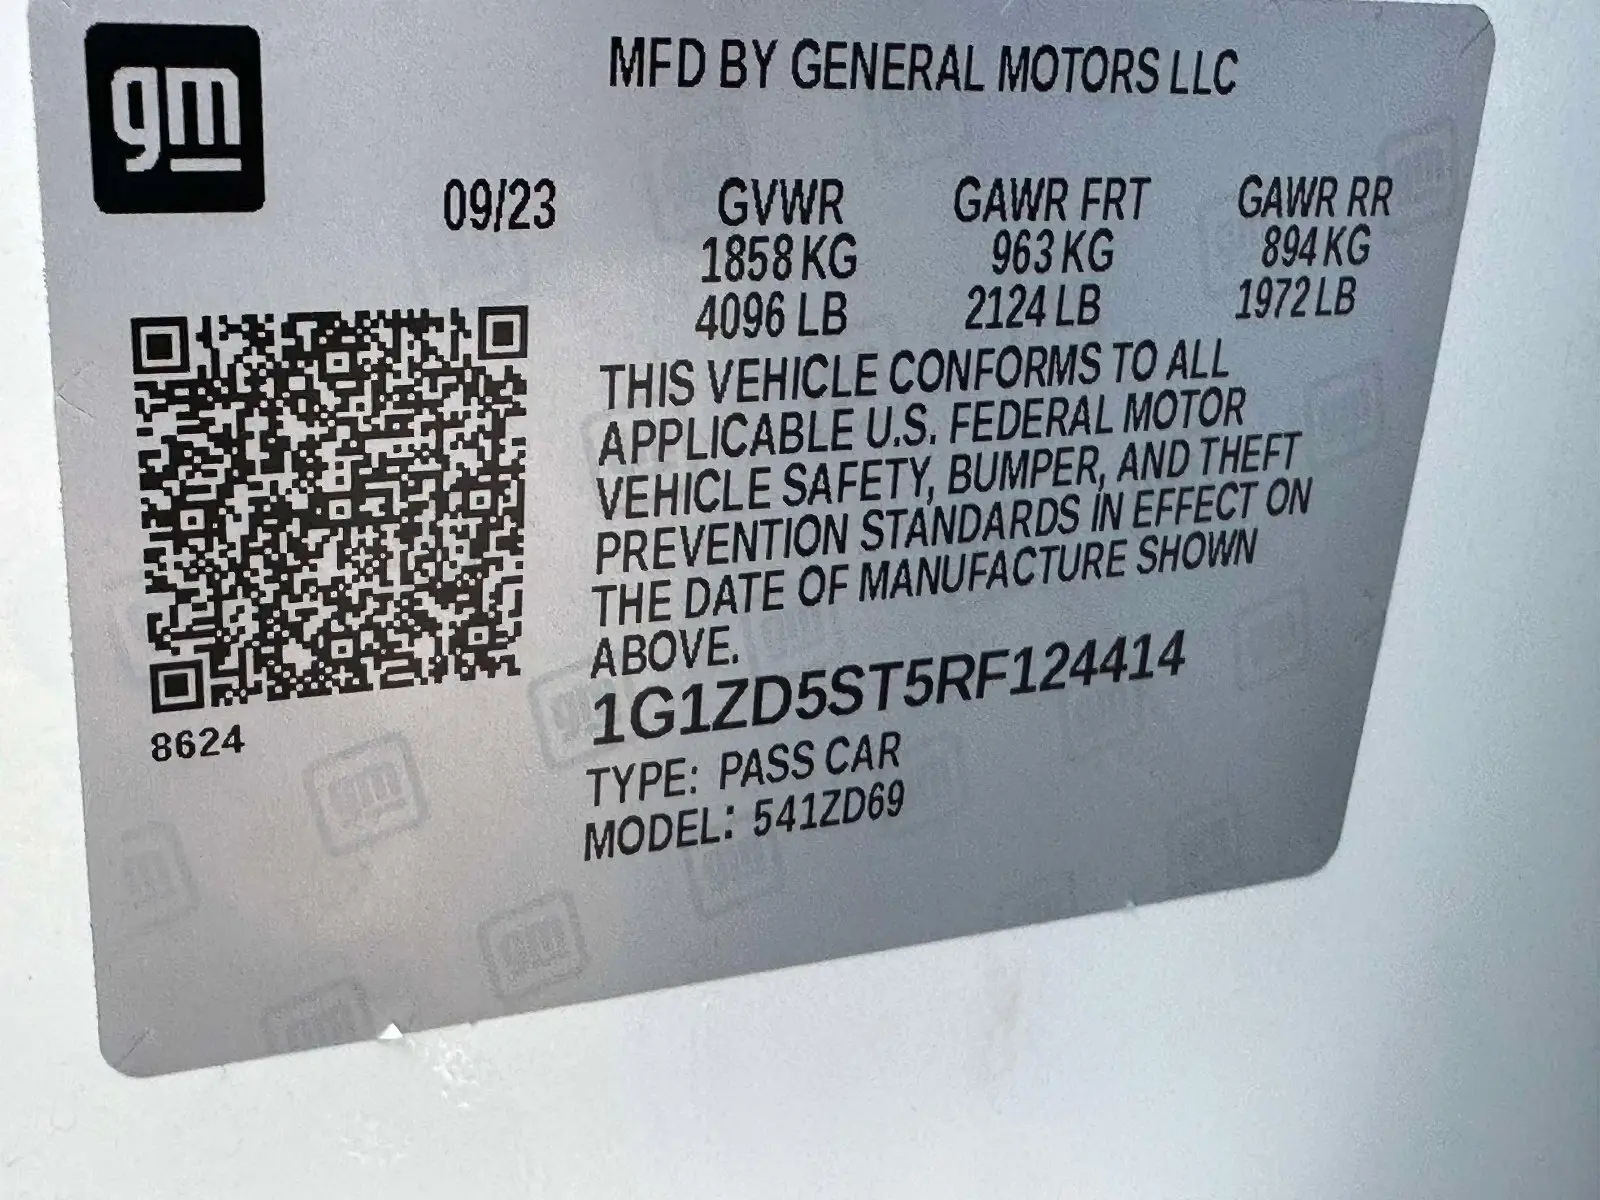 gm
MFD BY GENERAL MOTORS LLC
09/23
GVWR GAWR FRT GAWR RR
1858 KG 963 KG 894 KG
4096 LB 2124 LB 1972 LB
THIS VEHICLE CONFORMS TO ALL
APPLICABLE U.S. FEDERAL MOTOR
VEHICLE SAFETY, BUMPER, AND THEFT
PREVENTION STANDARDS IN EFFECT ON
THE DATE OF MANUFACTURE SHOWN
ABOVE.
1G1ZD5ST5RF124414
8624
TYPE: PASS CAR
MODEL: 541ZD69